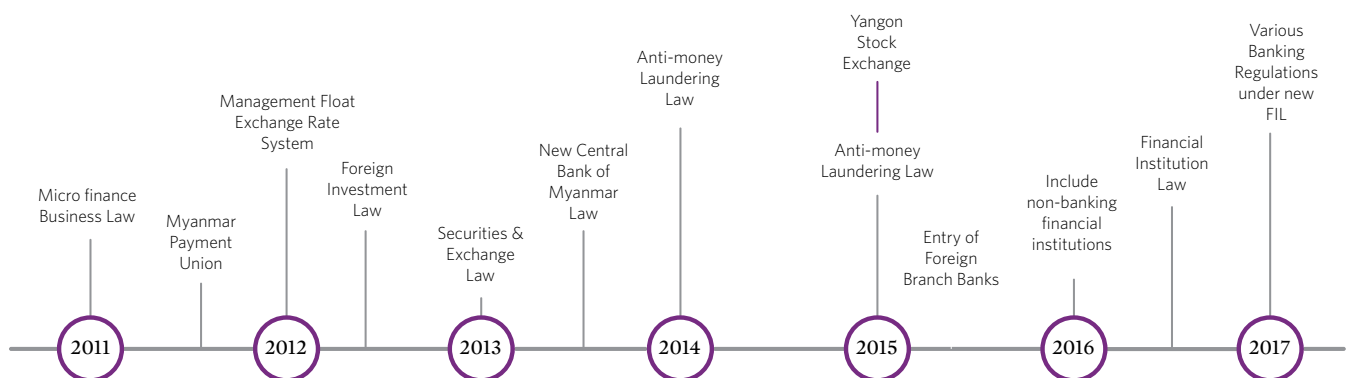 Micro finance
Business Law
Myanmar
Payment
Union
Management Float
Exchange Rate
System
Foreign
Investment
Law
Securities &
Exchange
Law
New Central
Bank of
Myanmar
Law
Anti-money
Laundering
Law
Yangon
Stock
Exchange
Anti-money
Laundering Law
Entry of
Foreign
Branch Banks
Include
non-banking
financial
institutions
Financial
Institution
Law
Various
Banking
Regulations
under new
FIL
2011
2012
2013
2014
2015
2016
2017